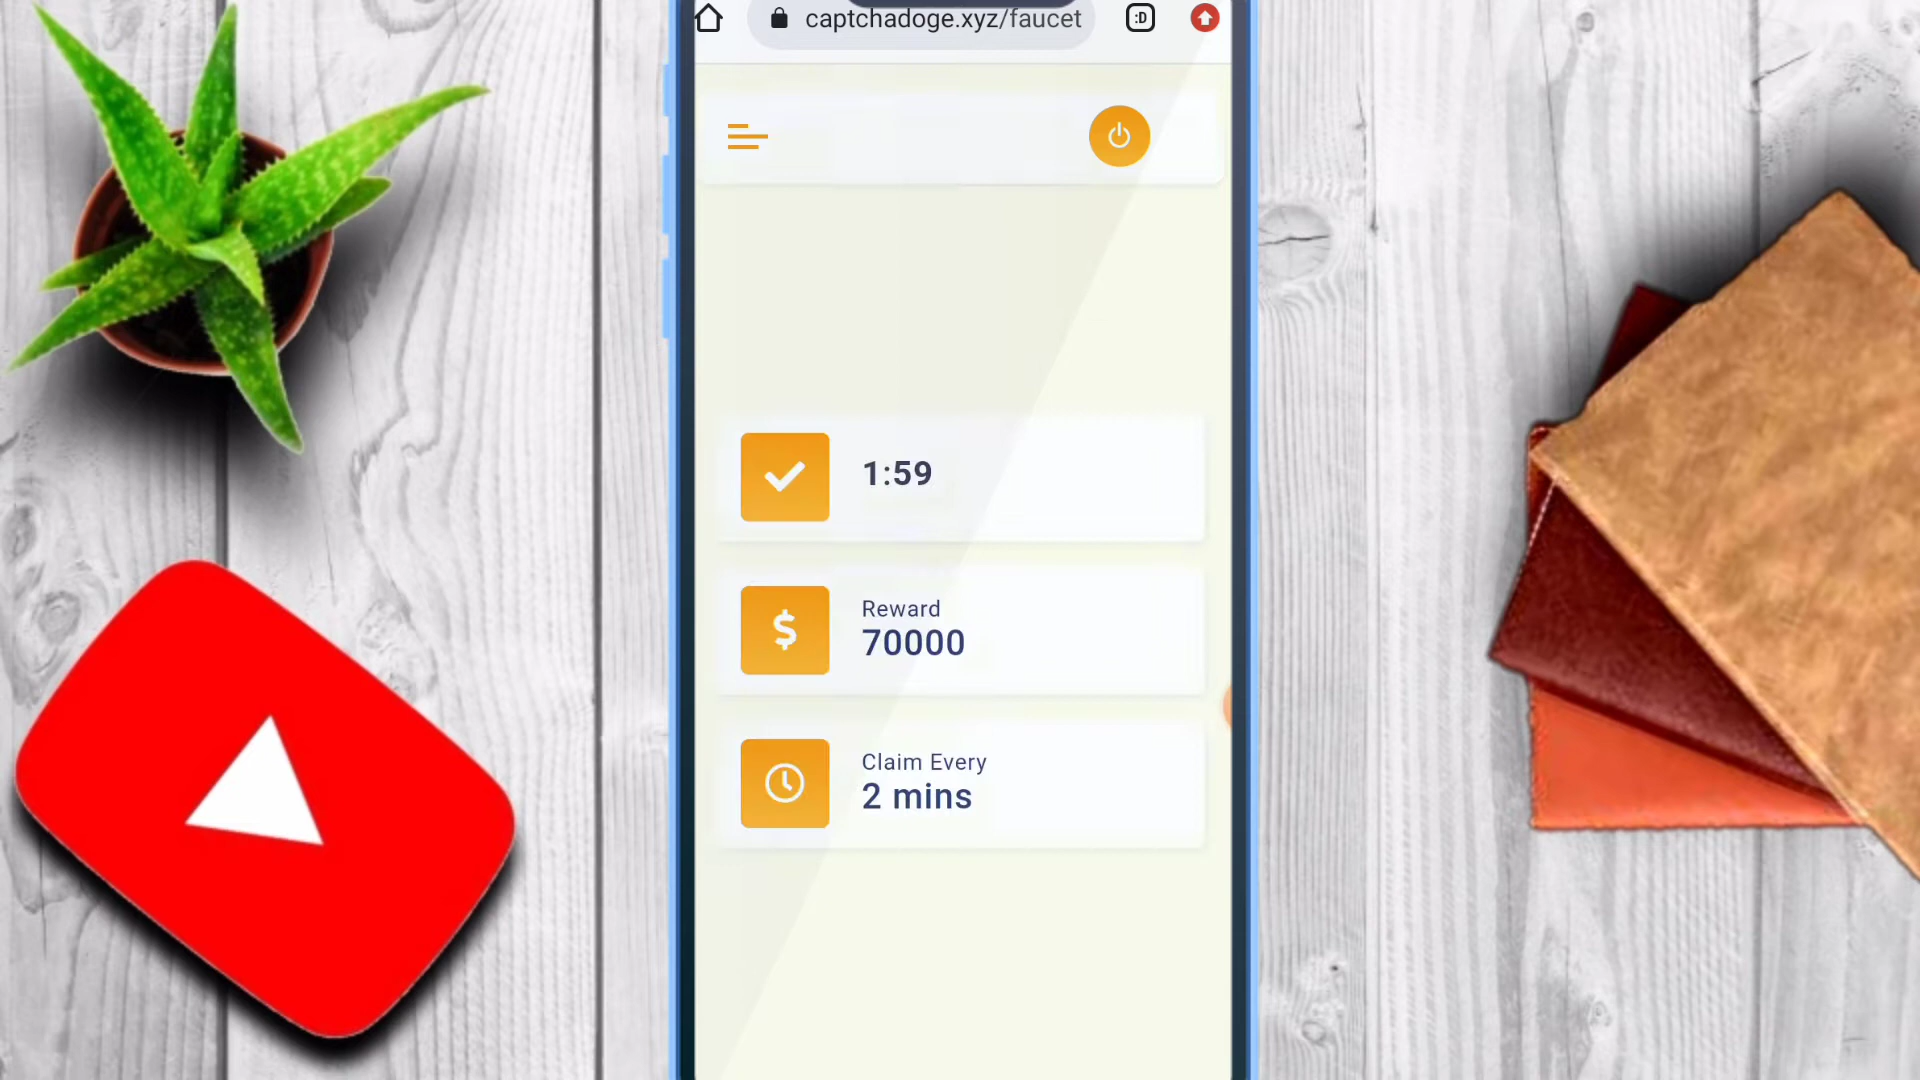 captchadoge.xyz/faucet
:D
1:59
Reward
70000
Claim Every
2 mins